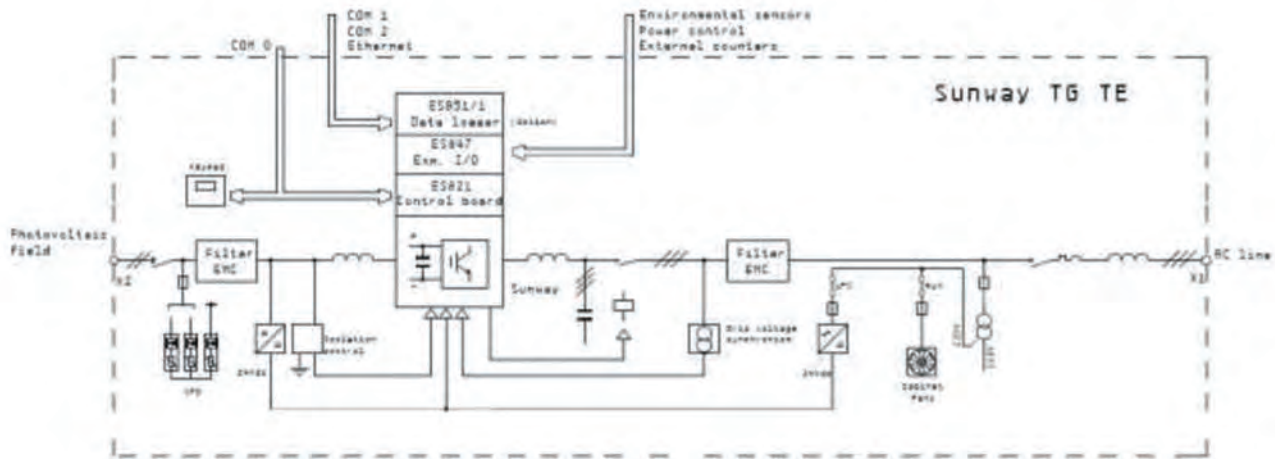 COM 1
COM 2
Ethernet
COM 0
Environmental sensors
Power control
External counters
Sunway TG TE
ES851/1
Data logger (Option)
ES847
Exp. I/O
ES821
Control board
Keypad
Photovoltaic
Field
X2
Filter
EMC
Sunway
Filter
EMC
AC line
X1
Isolation
control
24Vdc
SPD
Grid voltage
synchronism
24Vdc
UPS
Aux
Cabinet
Fans